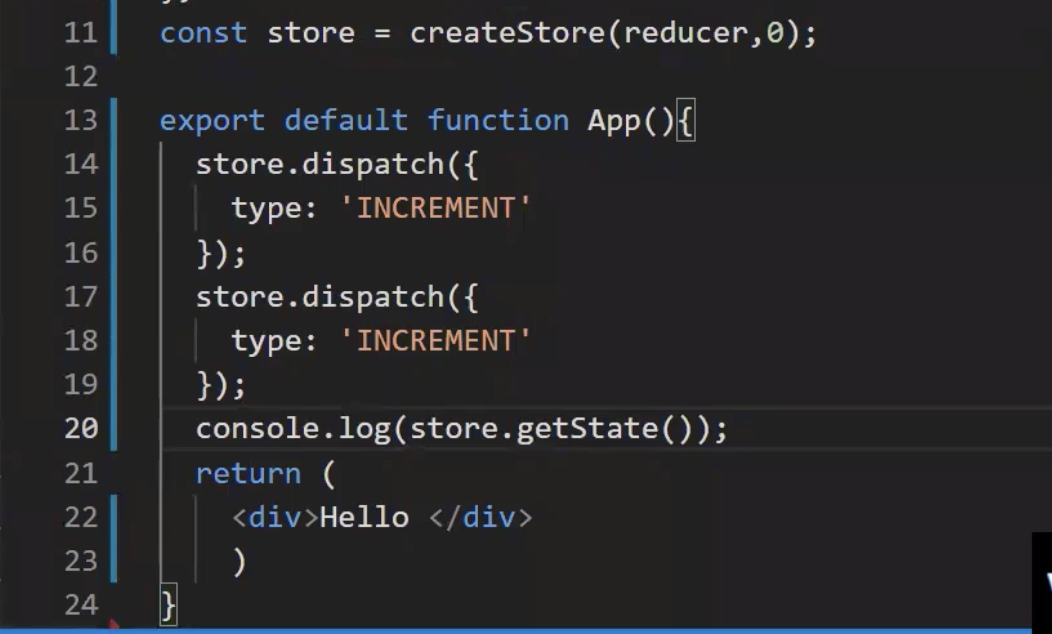 11 const store = createStore(reducer,0);
12
13 export default function App(){
14 store.dispatch({
15 type: 'INCREMENT'
16 });
17 store.dispatch({
18 type: 'INCREMENT'
19 });
20 console.log(store.getState());
21 return (
22 <div>Hello </div>
23 )
24 }